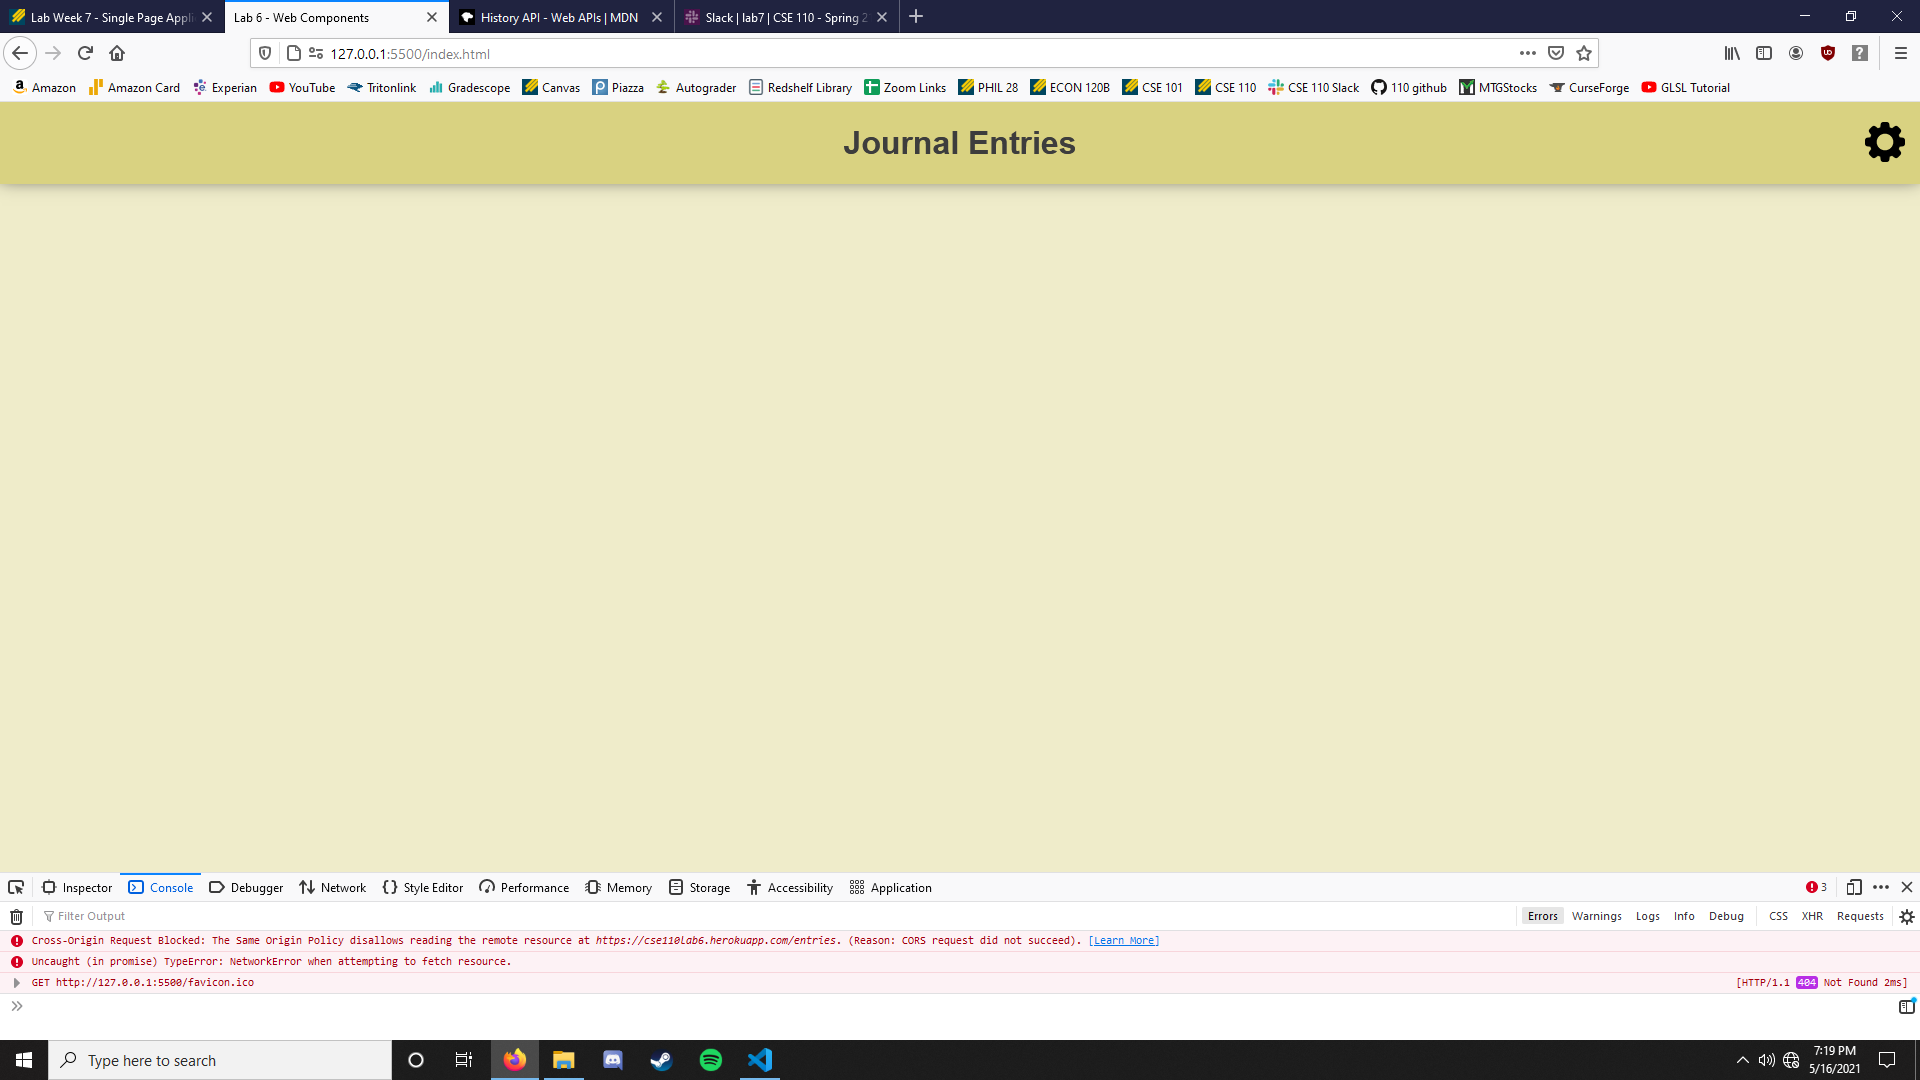 Lab Week 7 - Single Page Appli
Lab 6 - Web Components
History API - Web APIs | MDN
Slack | lab7 | CSE 110 - Spring 2
127.0.0.1:5500/index.html
Amazon
Amazon Card
Experian
YouTube
Tritonlink
Gradescope
Canvas
Piazza
Autograder
Redshelf Library
Zoom Links
PHIL 28
ECON 120B
CSE 101
CSE 110
CSE 110 Slack
110 github
MTGStocks
CurseForge
GLSL Tutorial
Journal Entries
Inspector
Console
Debugger
Network
Style Editor
Performance
Memory
Storage
Accessibility
Application
3
Filter Output
Errors
Warnings
Logs
Info
Debug
CSS
XHR
Requests
Cross-Origin Request Blocked: The Same Origin Policy disallows reading the remote resource at https://cse110lab6.herokuapp.com/entries. (Reason: CORS request did not succeed). [Learn More]
Uncaught (in promise) TypeError: NetworkError when attempting to fetch resource.
GET http://127.0.0.1:5500/favicon.ico
[HTTP/1.1 404 Not Found 2ms]
Type here to search
7:19 PM
5/16/2021